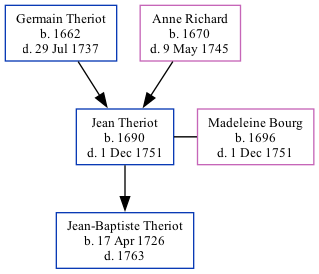 Germain Theriot
b. 1662
d. 29 Jul 1737
Anne Richard
b. 1670
d. 9 May 1745
Jean Theriot
b. 1690
d. 1 Dec 1751
Madeleine Bourg
b. 1696
d. 1 Dec 1751
Jean-Baptiste Theriot
b. 17 Apr 1726
d. 1763